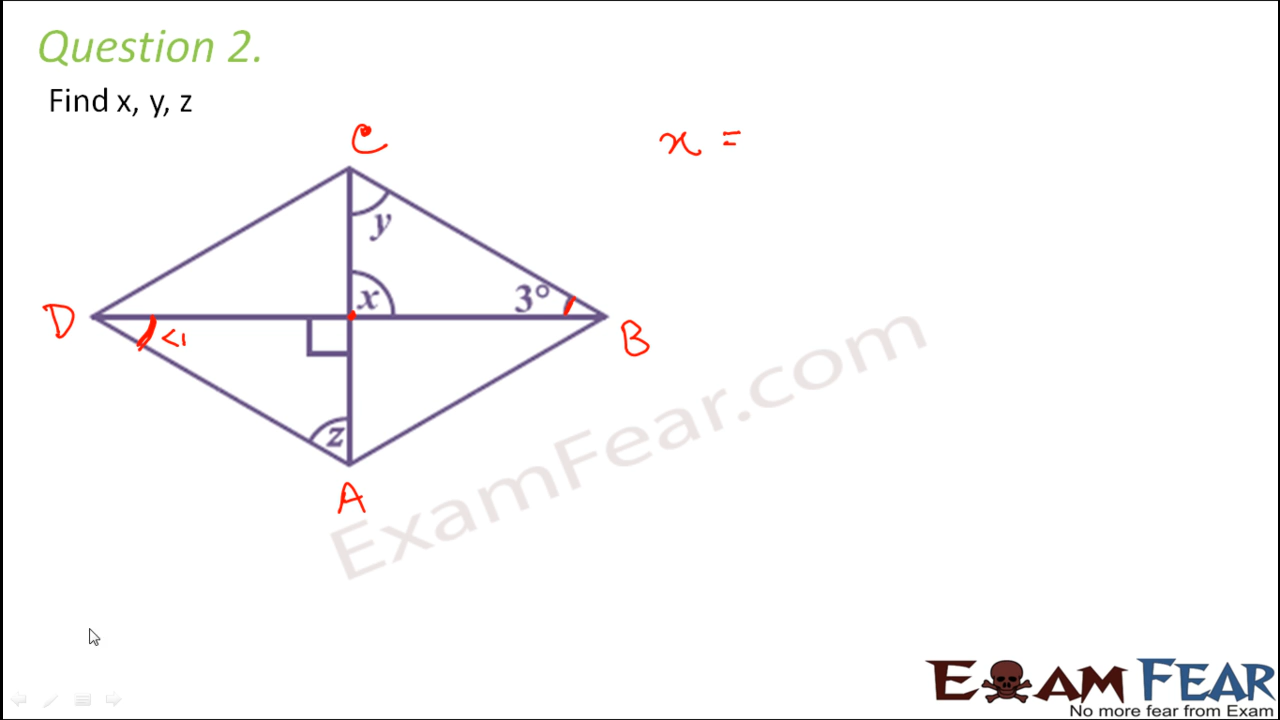 Question 2.
Find x, y, z
C
x =
y
x
3°
D
<1
B
z
A
ExamFear.com
EXAM FEAR
No more fear from Exam